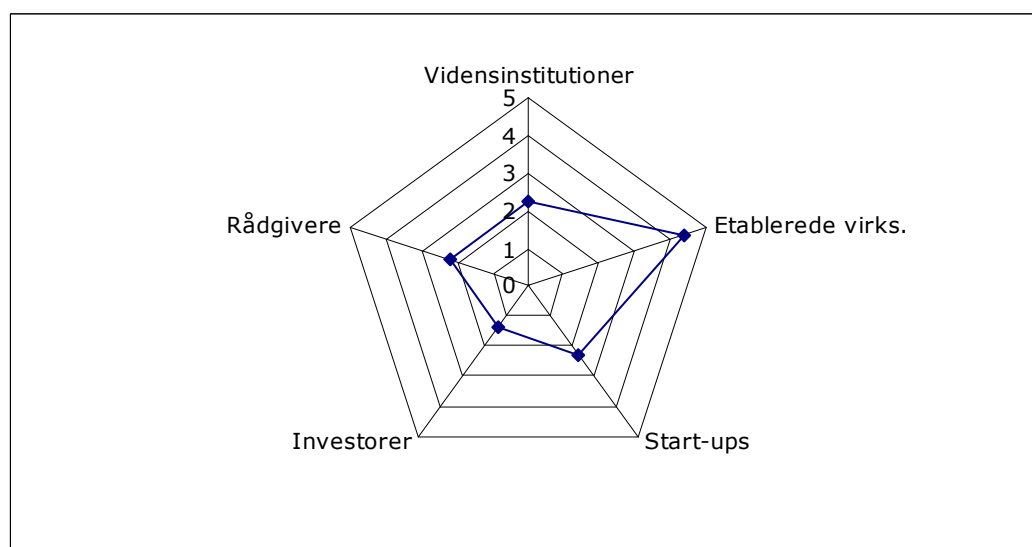 Vidensinstitutioner
5
4
3
2
1
0
Rådgivere
Etablerede virks.
Investorer
Start-ups